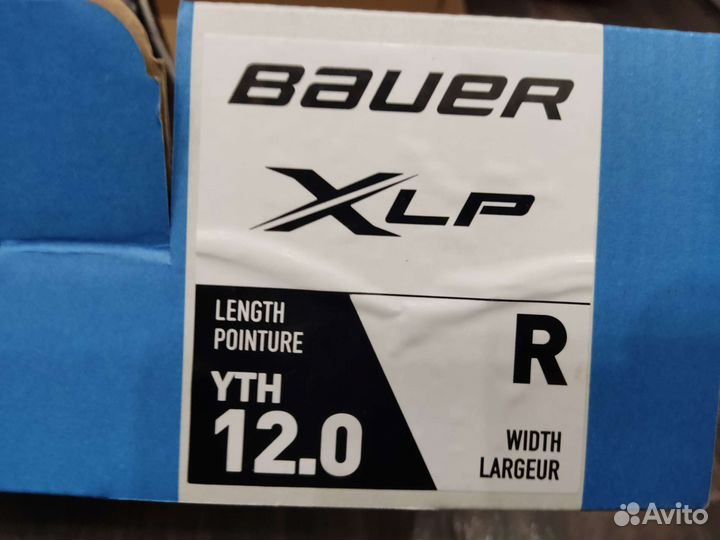 BAUER
XLP
LENGTH
POINTURE
YTH
12.0
R
WIDTH
LARGEUR
Avito